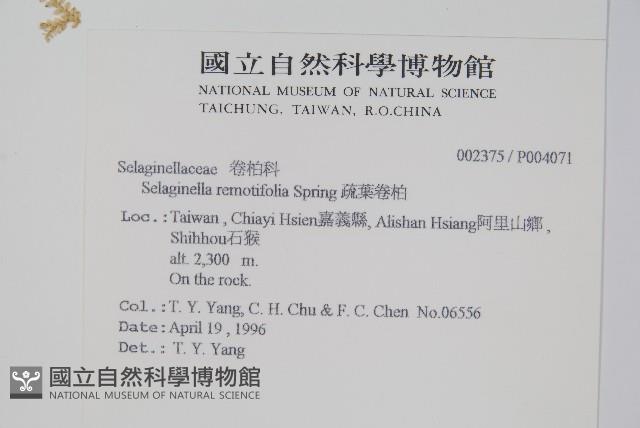 國立自然科學博物館
NATIONAL MUSEUM OF NATURAL SCIENCE
TAICHUNG, TAIWAN, R.O.CHINA
002375 / P004071
Selaginellaceae 卷柏科
Selaginella remotifolia Spring 疏葉卷柏
Loc.:Taiwan , Chiayi Hsien嘉義縣, Alishan Hsiang阿里山鄉 ,
Shihhou石猴
alt. 2,300 m.
On the rock.
Col.:T. Y. Yang, C. H. Chu & F. C. Chen No.06556
Date:April 19 , 1996
Det.: T. Y. Yang
國立自然科學博物館
NATIONAL MUSEUM OF NATURAL SCIENCE